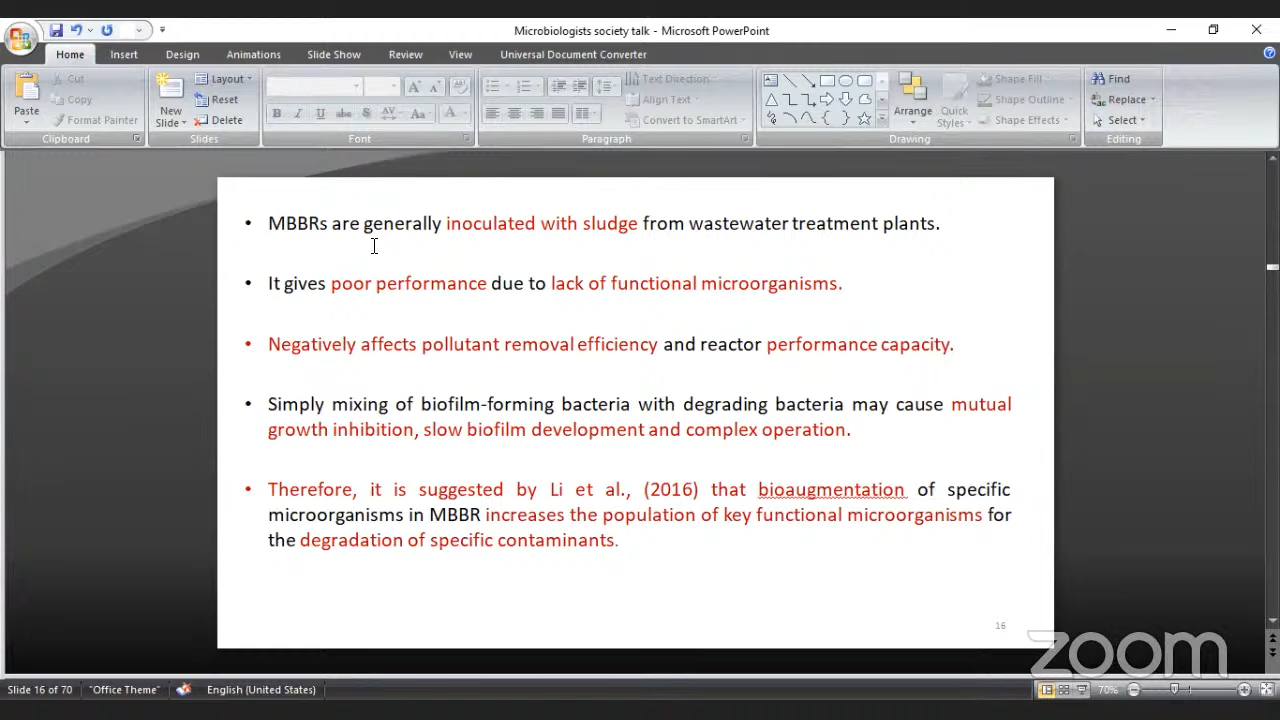 Microbiologists society talk - Microsoft PowerPoint
Home Insert Design Animations Slide Show Review View Universal Document Converter
Paste
Cut
Copy
Format Painter
Clipboard
New Slide
Layout
Reset
Delete
Slides
B I U abc S AV Aa A
Font
Text Direction
Align Text
Convert to SmartArt
Paragraph
Arrange
Quick Styles
Shape Fill
Shape Outline
Shape Effects
Drawing
Find
Replace
Select
Editing
• MBBRs are generally inoculated with sludge from wastewater treatment plants.
• It gives poor performance due to lack of functional microorganisms.
• Negatively affects pollutant removal efficiency and reactor performance capacity.
• Simply mixing of biofilm-forming bacteria with degrading bacteria may cause mutual
growth inhibition, slow biofilm development and complex operation.
• Therefore, it is suggested by Li et al., (2016) that bioaugmentation of specific
microorganisms in MBBR increases the population of key functional microorganisms for
the degradation of specific contaminants.
16
zoom
Slide 16 of 70 "Office Theme" English (United States) 70%